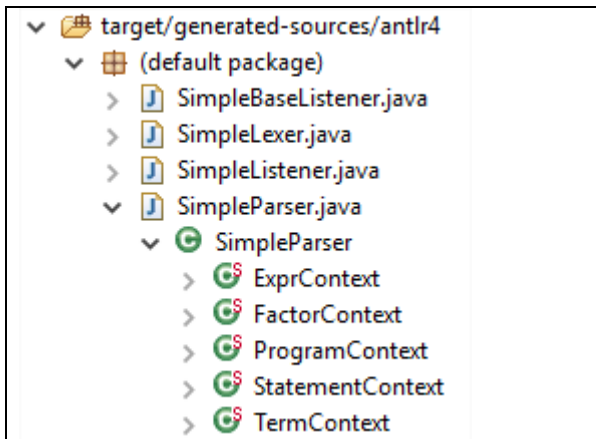 target/generated-sources/antlr4
(default package)
SimpleBaseListener.java
SimpleLexer.java
SimpleListener.java
SimpleParser.java
SimpleParser
ExprContext
FactorContext
ProgramContext
StatementContext
TermContext